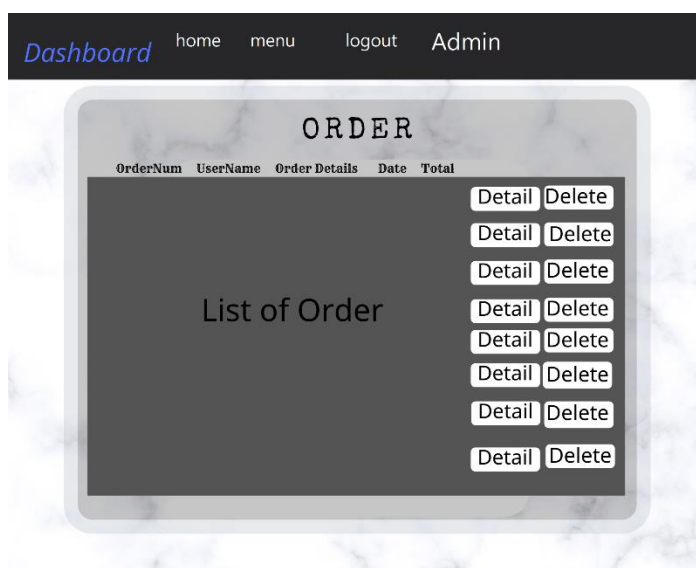 Dashboard home menu logout Admin
ORDER
OrderNum UserName Order Details Date Total
Detail Delete
Detail Delete
Detail Delete
List of Order Detail Delete
Detail Delete
Detail Delete
Detail Delete
Detail Delete